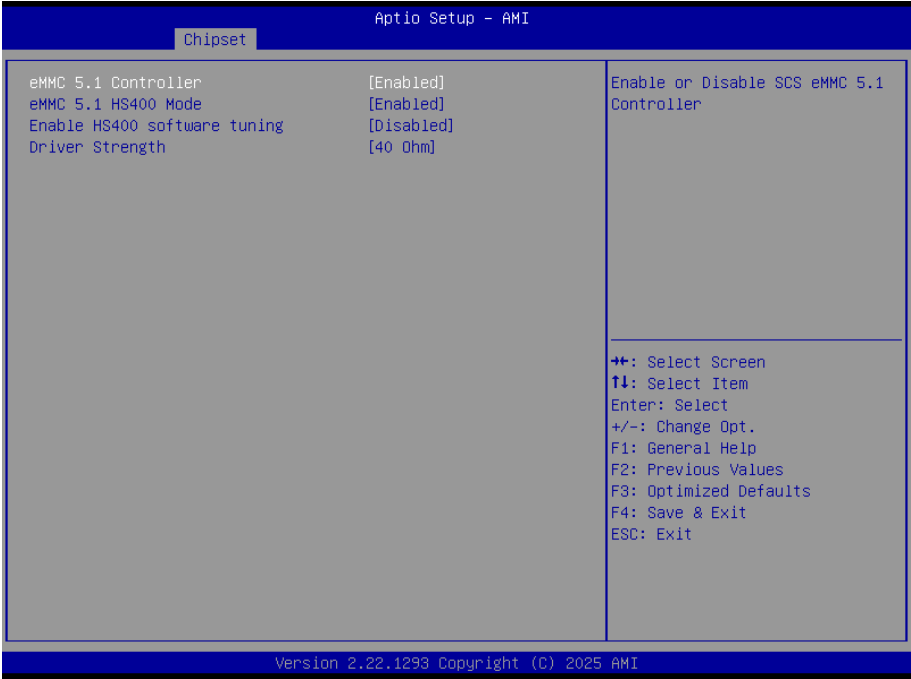 Aptio Setup – AMI
Chipset
eMMC 5.1 Controller [Enabled]
eMMC 5.1 HS400 Mode [Enabled]
Enable HS400 software tuning [Disabled]
Driver Strength [40 Ohm]
Enable or Disable SCS eMMC 5.1
Controller
→←: Select Screen
↑↓: Select Item
Enter: Select
+/-: Change Opt.
F1: General Help
F2: Previous Values
F3: Optimized Defaults
F4: Save & Exit
ESC: Exit
Version 2.22.1293 Copyright (C) 2025 AMI